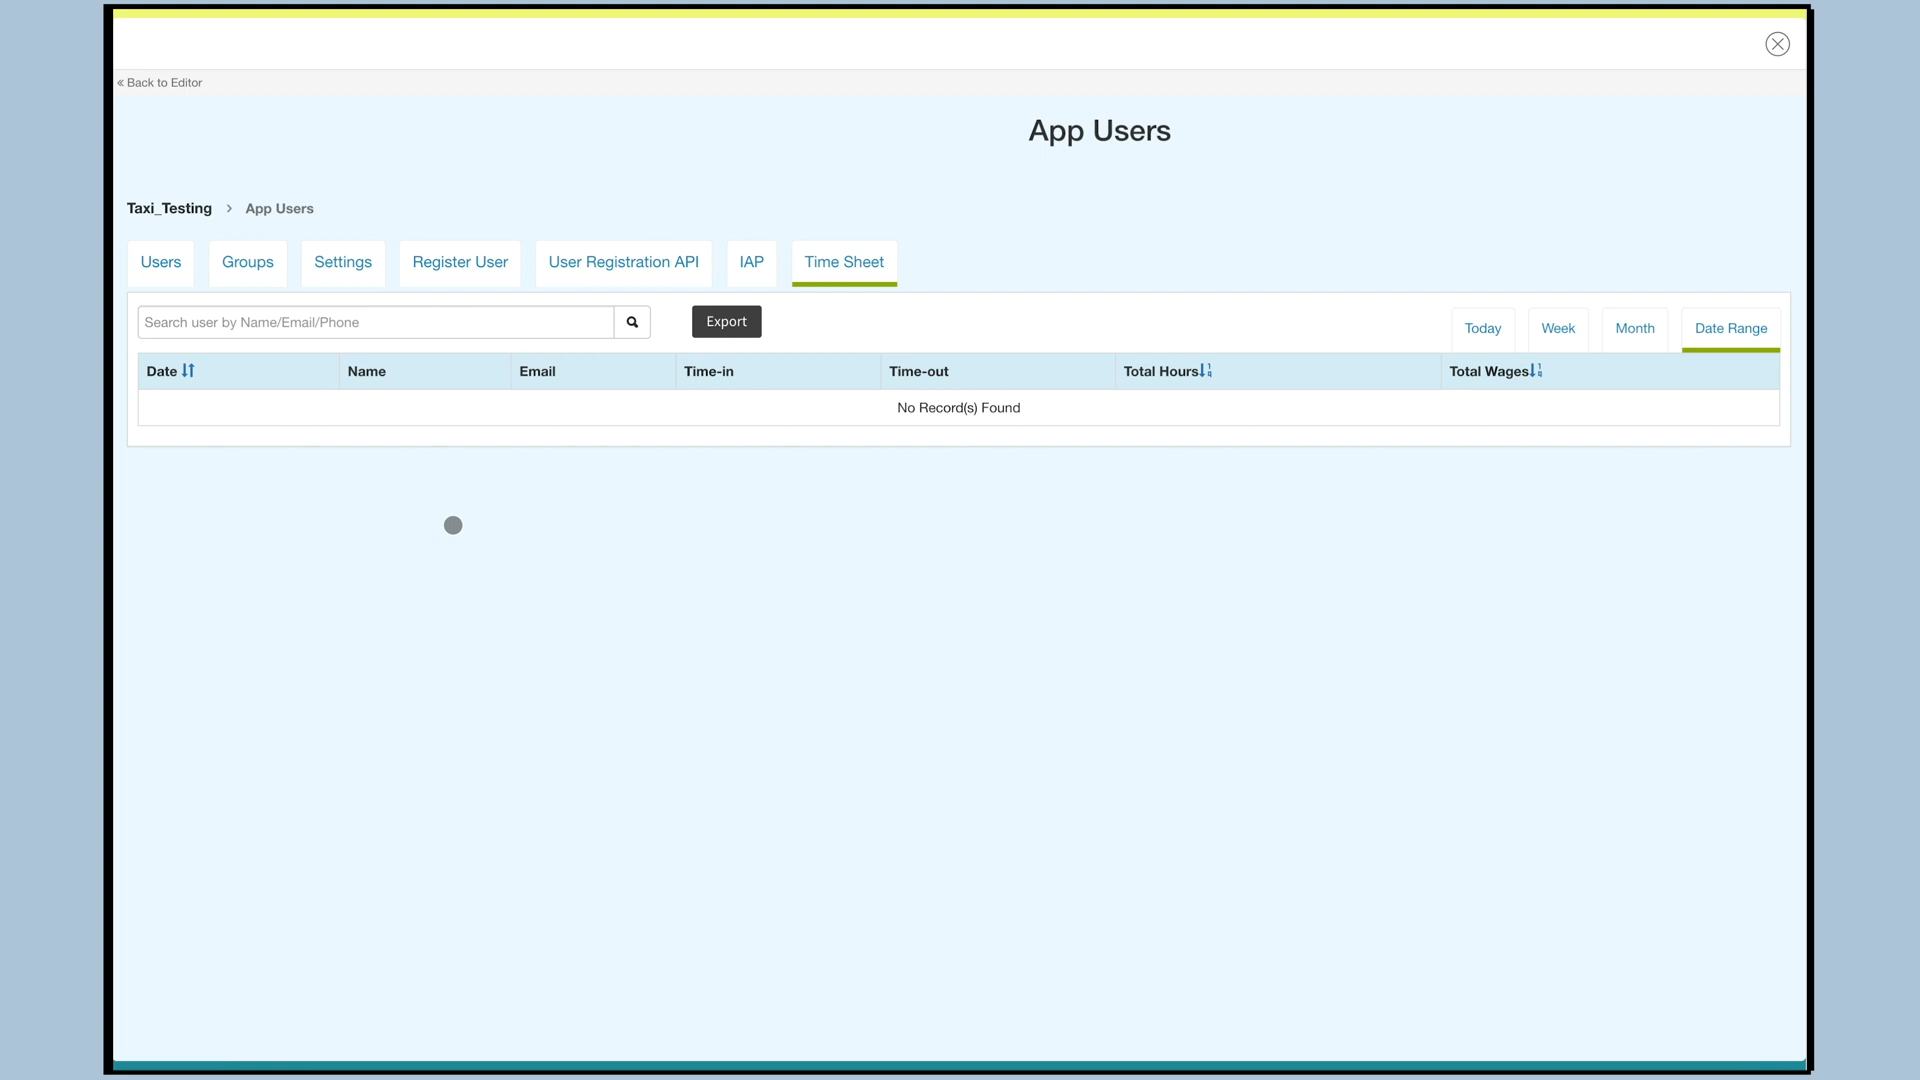 « Back to Editor
App Users
Taxi_Testing > App Users
Users Groups Settings Register User User Registration API IAP Time Sheet
Search user by Name/Email/Phone Export Today Week Month Date Range
Date Name Email Time-in Time-out Total Hours Total Wages
No Record(s) Found